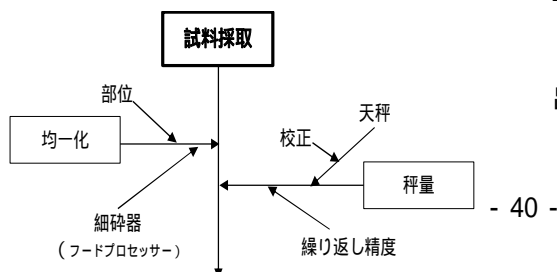 試料採取
部位
天秤
校正
均一化
秤量
- 40 -
細砕器
(フードプロセッサー)
繰り返し精度